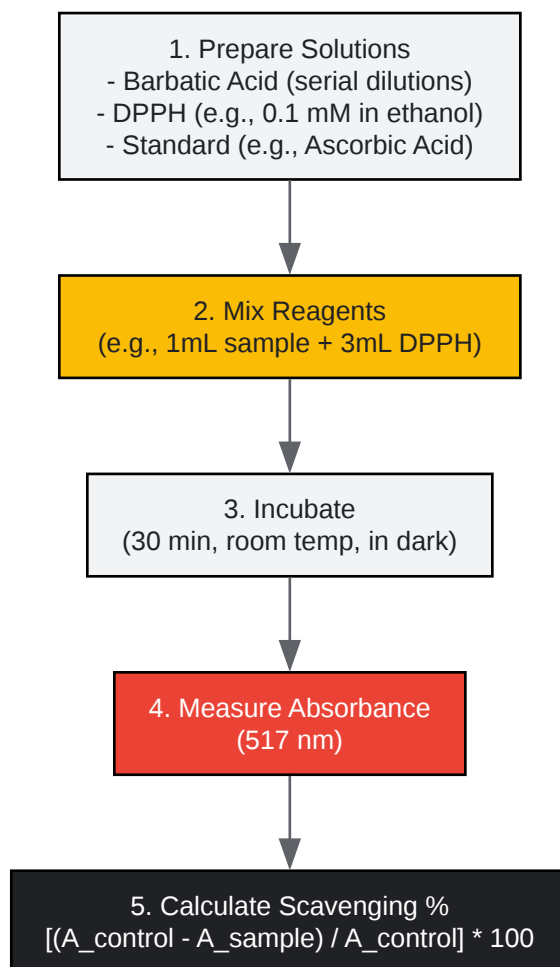 1. Prepare Solutions
- Barbatic Acid (serial dilutions)
- DPPH (e.g., 0.1 mM in ethanol)
- Standard (e.g., Ascorbic Acid)
2. Mix Reagents
(e.g., 1mL sample + 3mL DPPH)
3. Incubate
(30 min, room temp, in dark)
4. Measure Absorbance
(517 nm)
5. Calculate Scavenging %
[(A_control - A_sample) / A_control] * 100